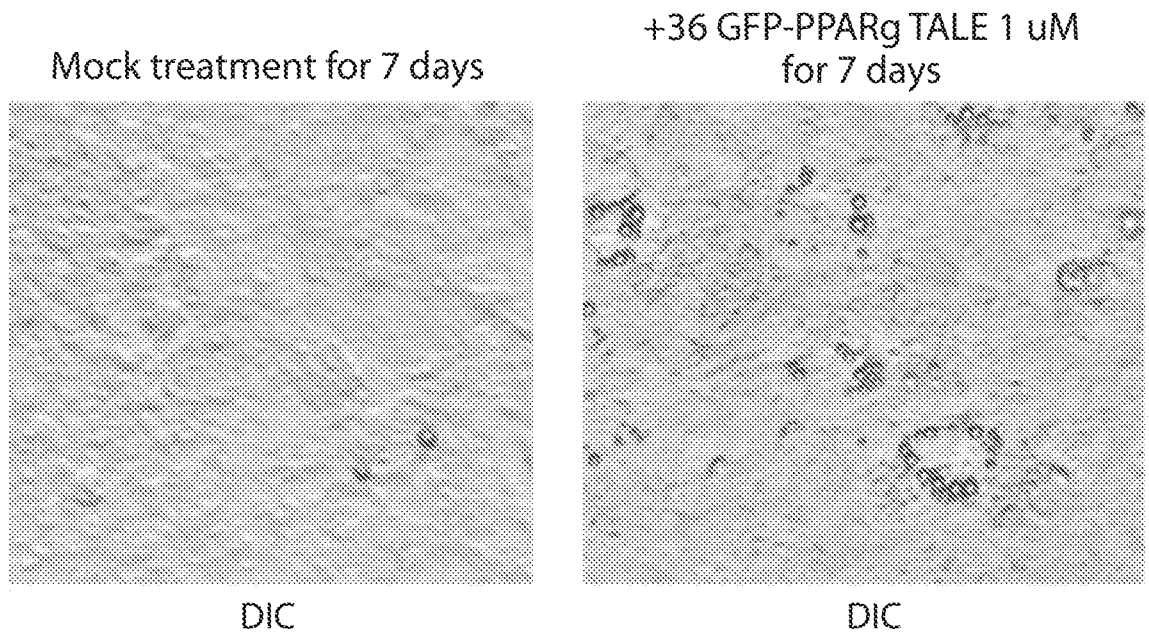 Mock treatment for 7 days
+36 GFP-PPARg TALE 1 uM
for 7 days
DIC
DIC